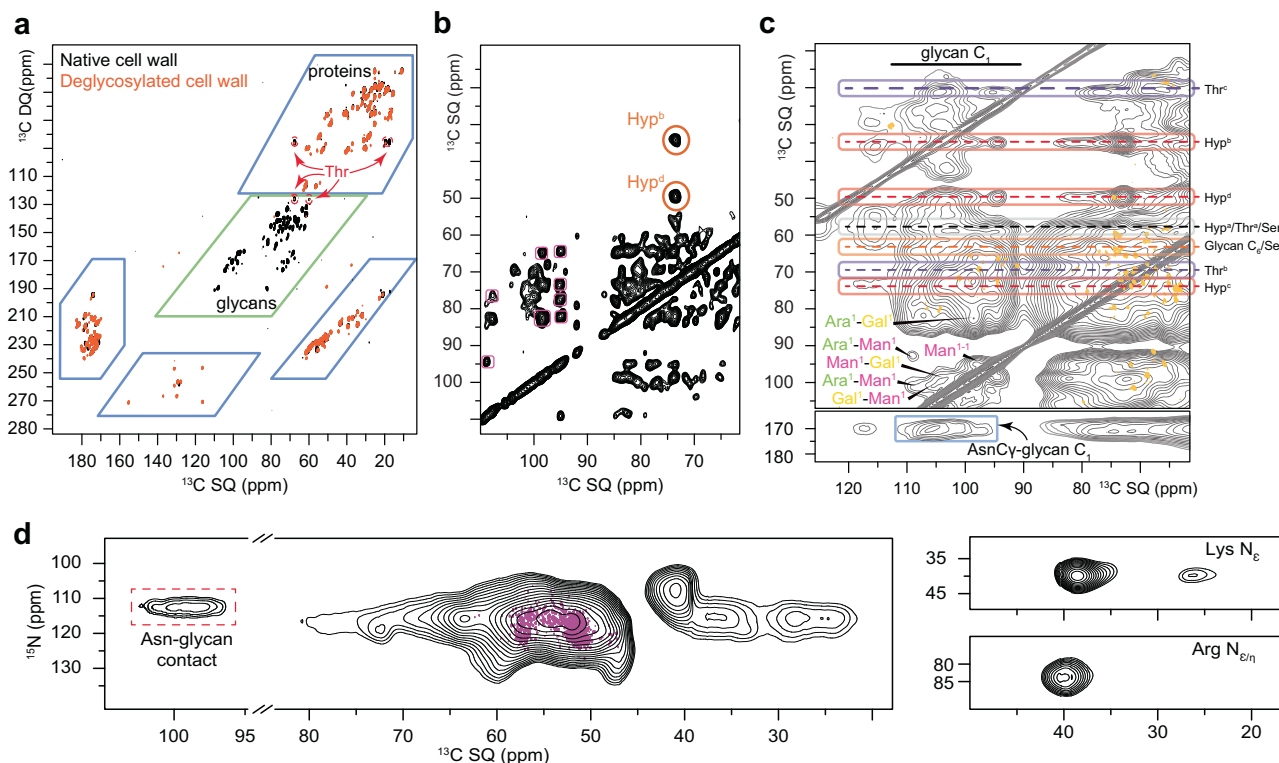 a
Native cell wall
Deglycosylated cell wall
proteins
Thr
glycans
¹³C DQ(ppm)
110
130
150
170
190
210
230
250
280
180 160 140 120 100 80 60 40 20
¹³C SQ (ppm)
b
Hypᵇ
Hypᵈ
¹³C SQ (ppm)
20
30
40
50
60
70
80
90
100
100 90 80 70
¹³C SQ (ppm)
c
glycan C₁
Thrᶜ
Hypᵇ
Hypᵈ
Hypᵃ/Thrᵃ/Ser
Glycan C₆/Se
Thrᵇ
Hypᶜ
¹³C SQ (ppm)
20
30
40
50
60
70
80
90
100
170
180
Ara¹-Gal¹
Ara¹-Man¹
Man¹⁻¹
Man¹-Gal¹
Ara¹-Man¹
Gal¹-Man¹
AsnCγ-glycan C₁
120 110 100 90 80 ¹³C SQ (ppm)
d
¹⁵N (ppm)
100
110
120
130
Asn-glycan
contact
100 95 80 70 60 50 40 30
¹³C SQ (ppm)
Lys Nε
35
45
Arg Nε/η
80
85
40 30 20